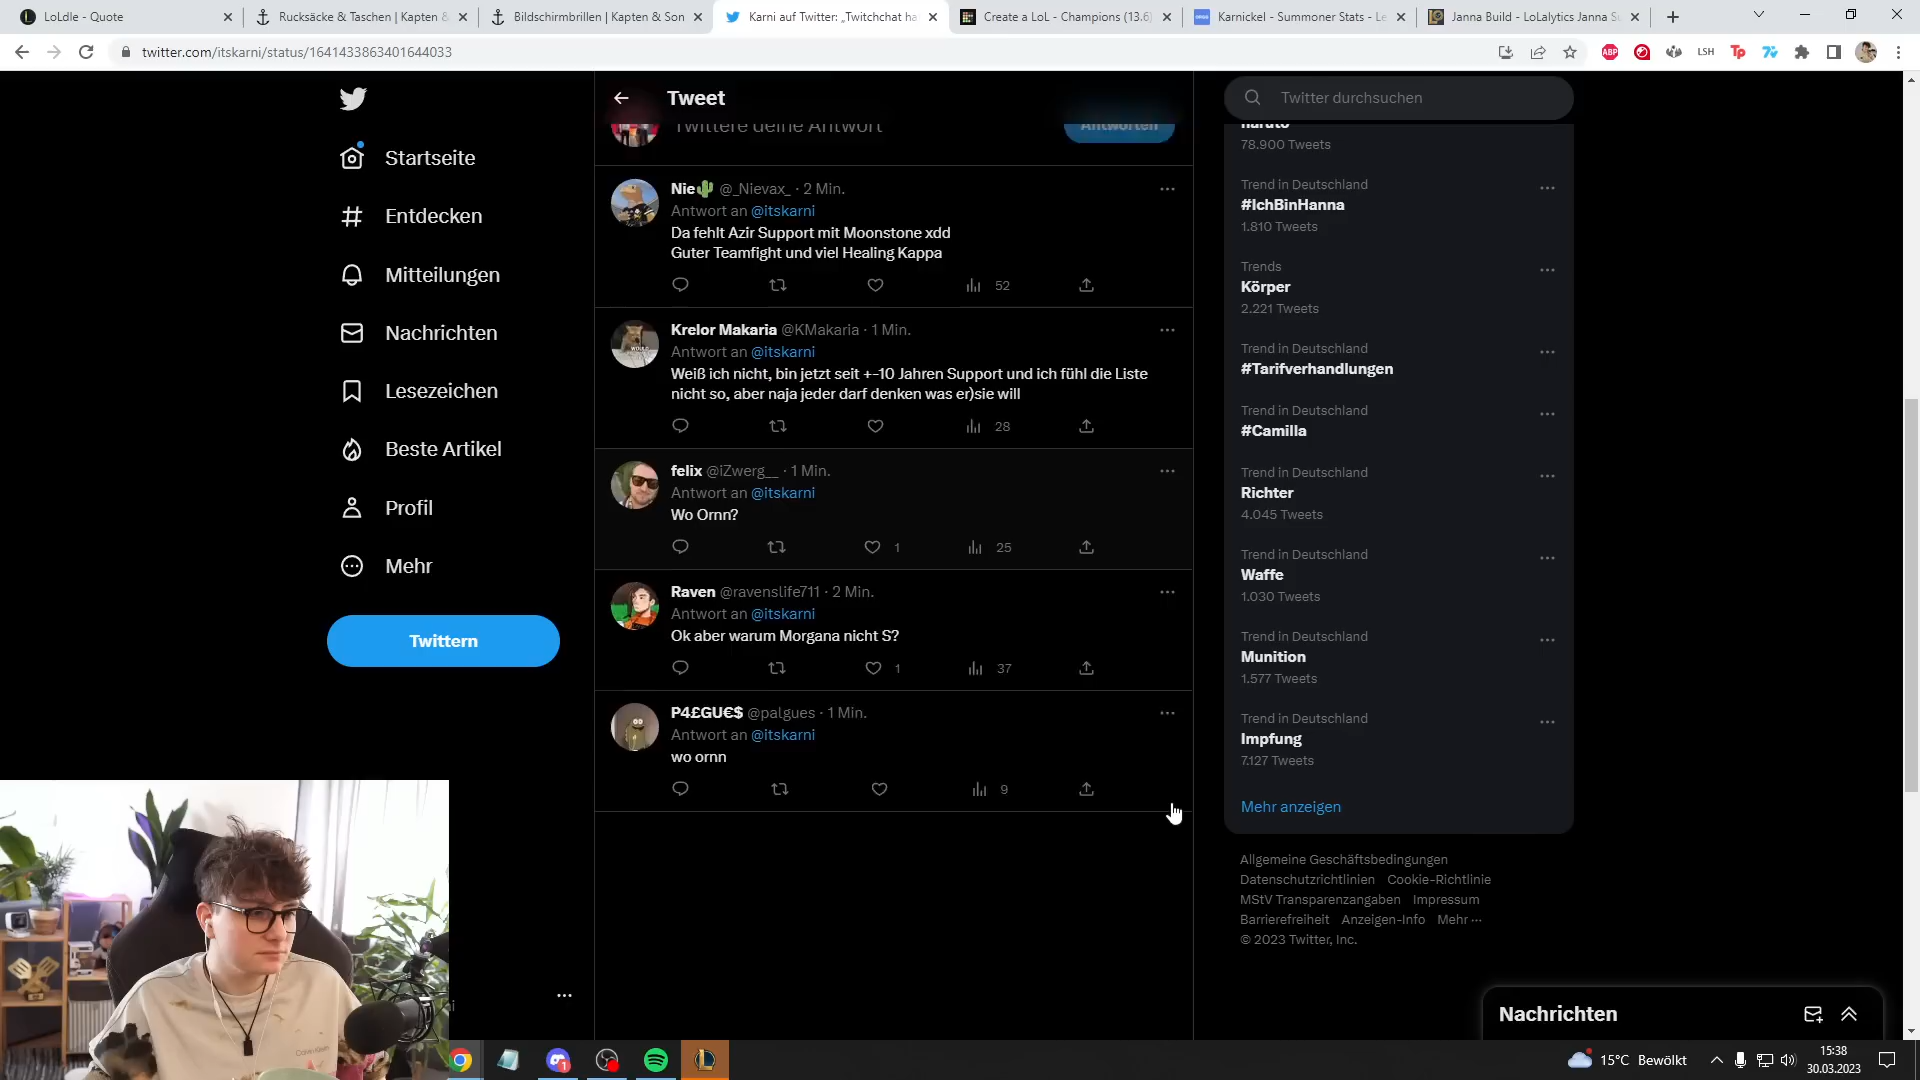 LoLdle - Quote
Rucksäcke & Taschen | Kapten &
Bildschirmbrillen | Kapten & Son
Karni auf Twitter: „Twitchchat ha
Create a LoL - Champions (13.6)
Karnickel - Summoner Stats - Le
Janna Build - LoLalytics Janna Su
twitter.com/itskarni/status/1641433863401644033
ABP
LSH
Tp
Startseite
Entdecken
Mitteilungen
Nachrichten
Lesezeichen
Beste Artikel
Profil
Mehr
Twittern
Tweet
Twittere deine Antwort
Antworten
Nie🌵 @_Nievax_ · 2 Min.
Antwort an @itskarni
Da fehlt Azir Support mit Moonstone xdd
Guter Teamfight und viel Healing Kappa
52
Krelor Makaria @KMakaria · 1 Min.
Antwort an @itskarni
Weiß ich nicht, bin jetzt seit +-10 Jahren Support und ich fühl die Liste
nicht so, aber naja jeder darf denken was er)sie will
28
felix @iZwerg__ · 1 Min.
Antwort an @itskarni
Wo Ornn?
1 25
Raven @ravenslife711 · 2 Min.
Antwort an @itskarni
Ok aber warum Morgana nicht S?
1 37
P4£GU€$ @palgues · 1 Min.
Antwort an @itskarni
wo ornn
9
Twitter durchsuchen
naruto
78.900 Tweets
Trend in Deutschland
#IchBinHanna
1.810 Tweets
Trends
Körper
2.221 Tweets
Trend in Deutschland
#Tarifverhandlungen
Trend in Deutschland
#Camilla
Trend in Deutschland
Richter
4.045 Tweets
Trend in Deutschland
Waffe
1.030 Tweets
Trend in Deutschland
Munition
1.577 Tweets
Trend in Deutschland
Impfung
7.127 Tweets
Mehr anzeigen
Allgemeine Geschäftsbedingungen
Datenschutzrichtlinien Cookie-Richtlinie
MStV Transparenzangaben Impressum
Barrierefreiheit Anzeigen-Info Mehr ···
© 2023 Twitter, Inc.
Nachrichten
15°C Bewölkt
15:38
30.03.2023